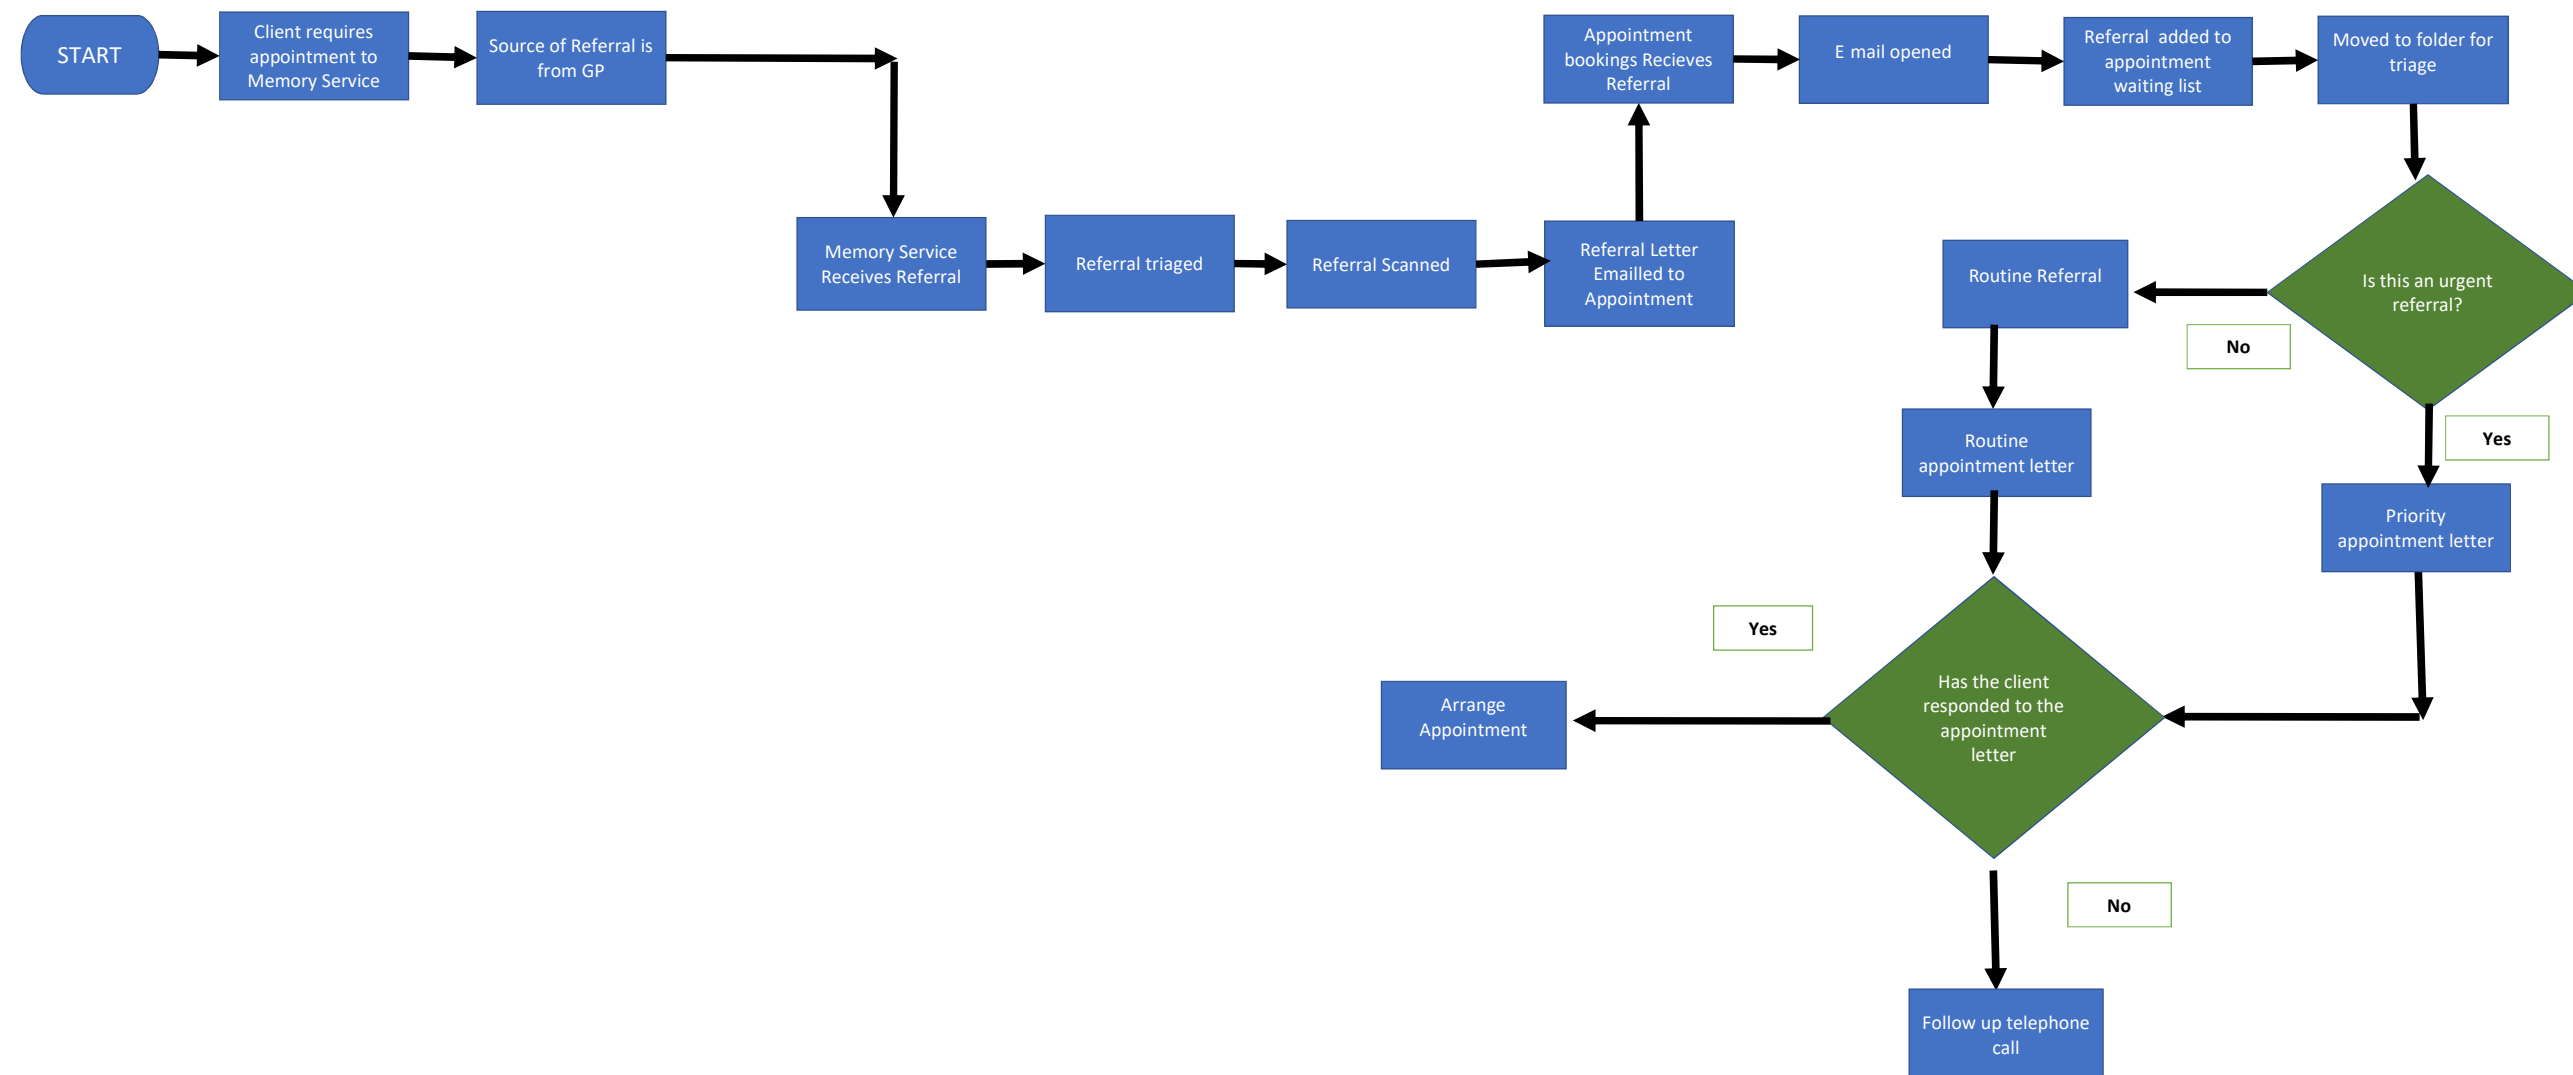 START
Client requires
appointment to
Memory Service
Source of Referral is
from GP
Appointment
bookings Recieves
Referral
E mail opened
Referral  added to
appointment
waiting list
Moved to folder for
triage
Memory Service
Receives Referral
Referral triaged
Referral Scanned
Referral Letter
Emailled to
Appointment
Routine Referral
Is this an urgent
referral?
No
Yes
Routine
appointment letter
Priority
appointment letter
Yes
Arrange
Appointment
Has the client
responded to the
appointment
letter
No
Follow up telephone
call